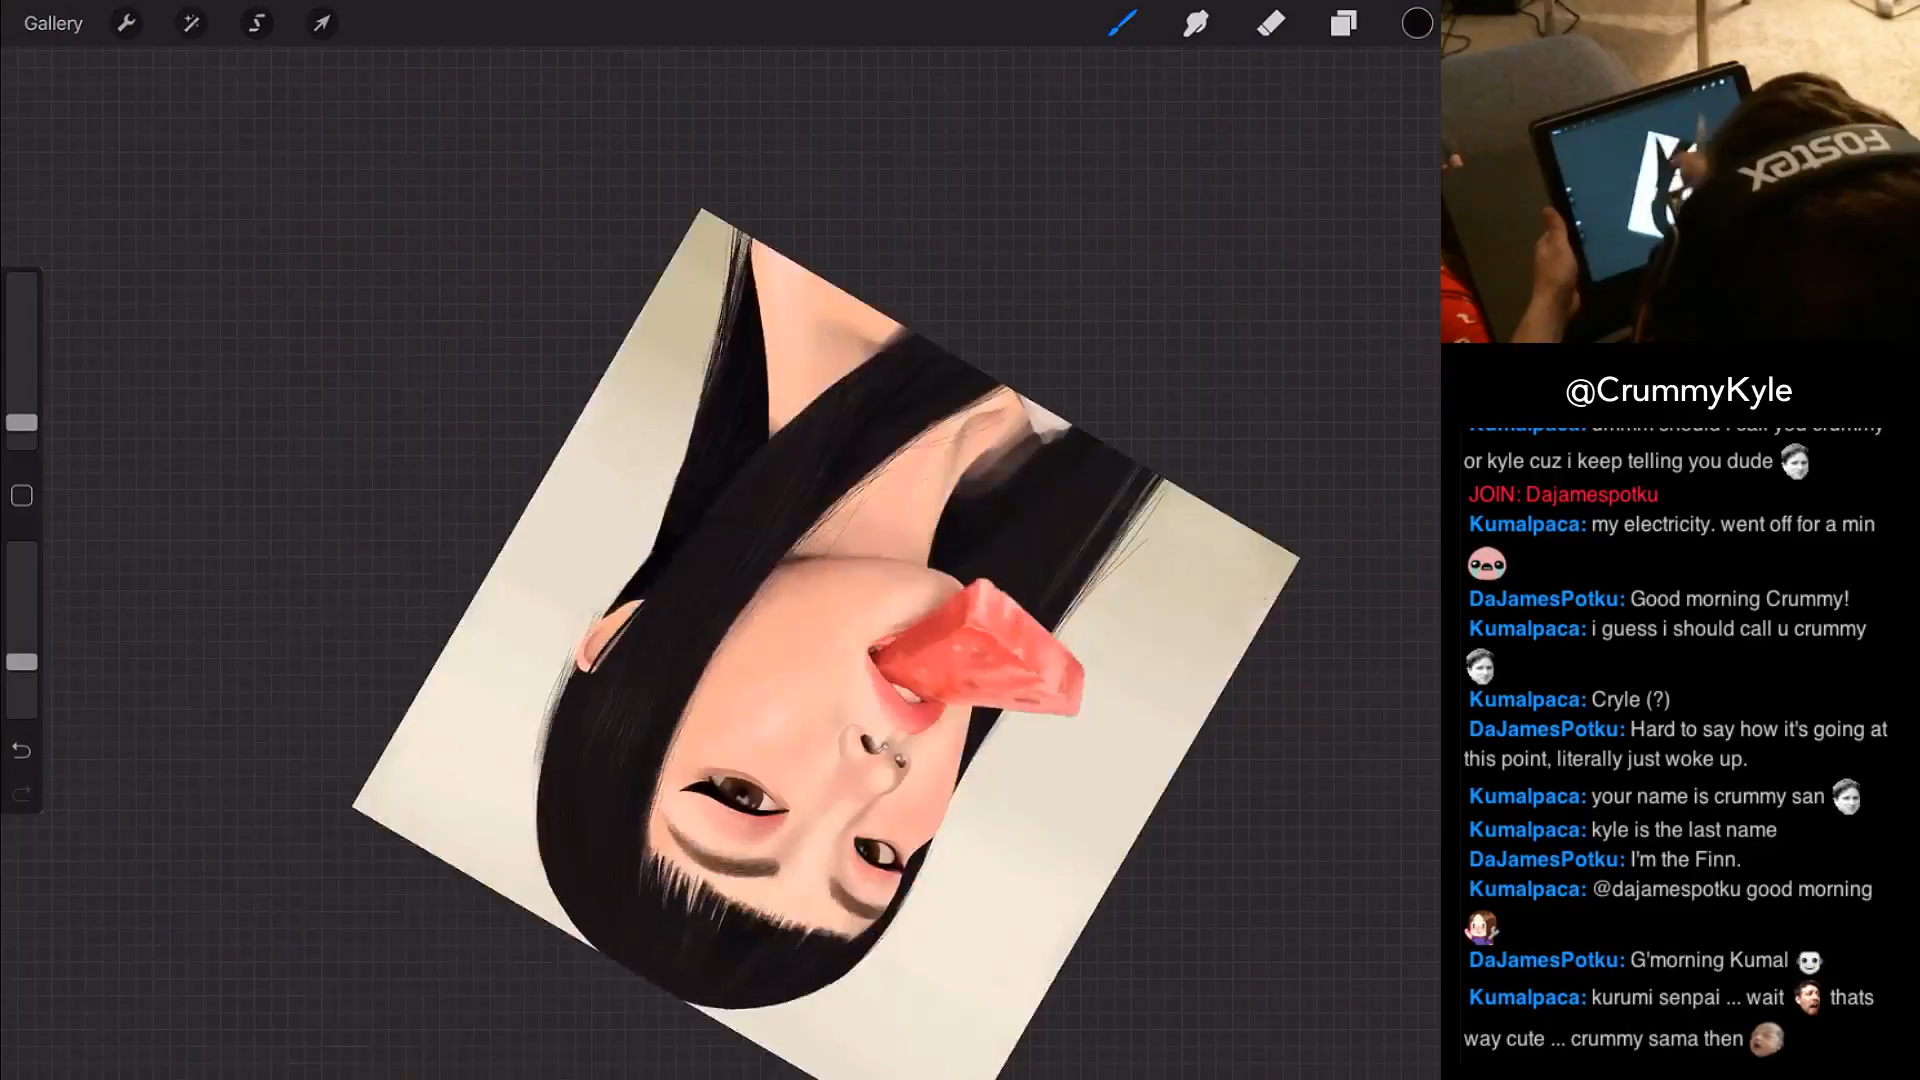 Gallery
FOSTEX
@CrummyKyle
or kyle cuz i keep telling you dude
JOIN: Dajamespotku
Kumalpaca: my electricity. went off for a min
DaJamesPotku: Good morning Crummy!
Kumalpaca: i guess i should call u crummy
Kumalpaca: Cryle (?)
DaJamesPotku: Hard to say how it's going at
this point, literally just woke up.
Kumalpaca: your name is crummy san
Kumalpaca: kyle is the last name
DaJamesPotku: I'm the Finn.
Kumalpaca: @dajamespotku good morning
DaJamesPotku: G'morning Kumal
Kumalpaca: kurumi senpai ... wait thats
way cute ... crummy sama then